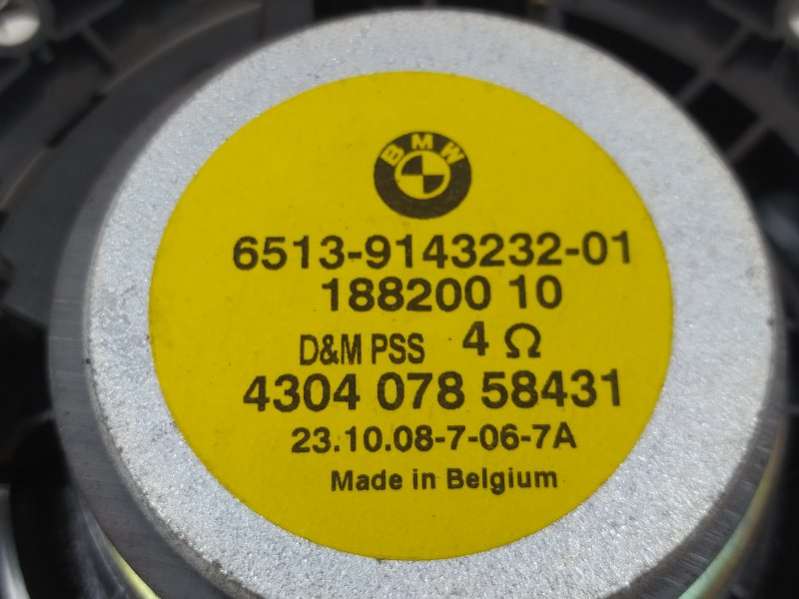 BMW
6513-9143232-01
188200 10
D&M PSS 4 Ω
4304 078 58431
23.10.08-7-06-7A
Made in Belgium